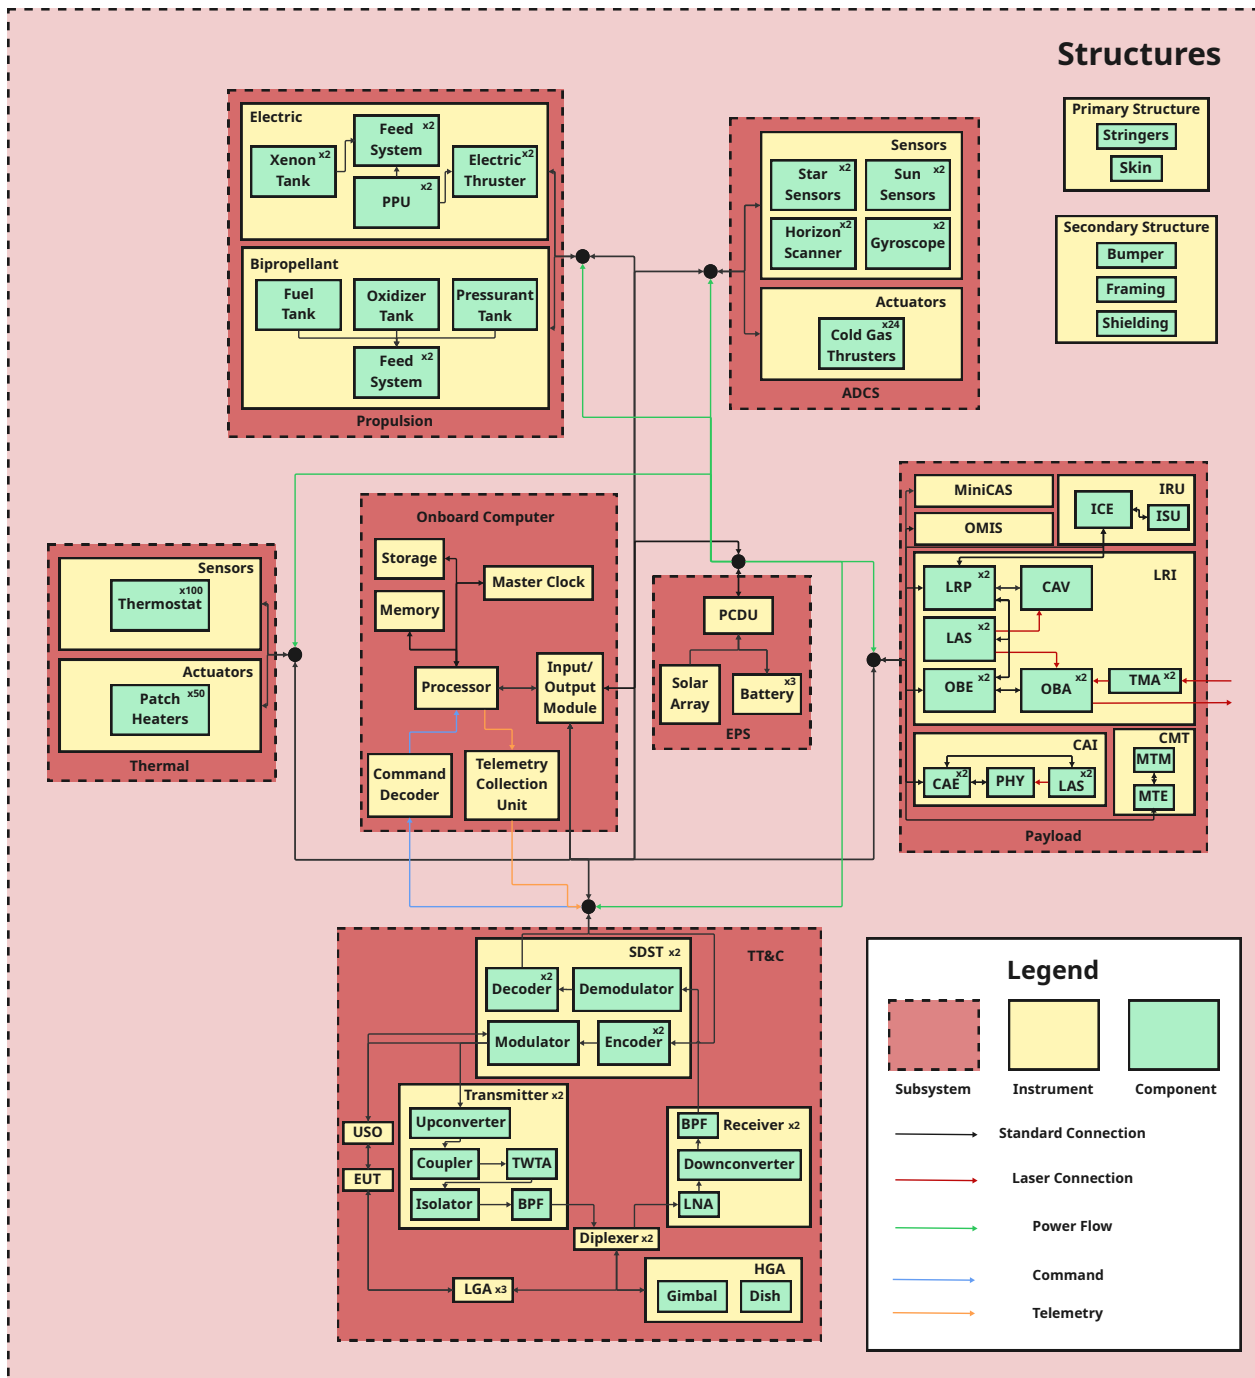 Structures
Primary Structure
Stringers
Skin
Secondary Structure
Bumper
Framing
Shielding
Electric
Xenon x2
Tank
Feed x2
System
PPU x2
Electric x2
Thruster
Bipropellant
Fuel
Tank
Oxidizer
Tank
Pressurant
Tank
Feed x2
System
Propulsion
Sensors
Star x2
Sensors
Sun x2
Sensors
Horizon x2
Scanner
Gyroscope x2
Actuators
Cold Gas x24
Thrusters
ADCS
Sensors
x100
Thermostat
Actuators
Patch x50
Heaters
Thermal
Onboard Computer
Storage
Master Clock
Memory
Processor
Input/
Output
Module
Command
Decoder
Telemetry
Collection
Unit
PCDU
Solar
Array
Battery x3
EPS
MiniCAS
OMIS
IRU
ICE
ISU
LRI
LRP x2
CAV
LAS x2
OBE x2
OBA x2
TMA x2
CAI
CAE x2
PHY
LAS x2
CMT
MTM
MTE
Payload
TT&C
SDST x2
Decoder x2
Demodulator
Modulator
Encoder x2
Transmitter x2
Upconverter
Coupler
TWTA
Isolator
BPF
USO
EUT
Receiver x2
BPF
Downconverter
LNA
Diplexer x2
LGA x3
HGA
Gimbal
Dish
Legend
Subsystem
Instrument
Component
Standard Connection
Laser Connection
Power Flow
Command
Telemetry